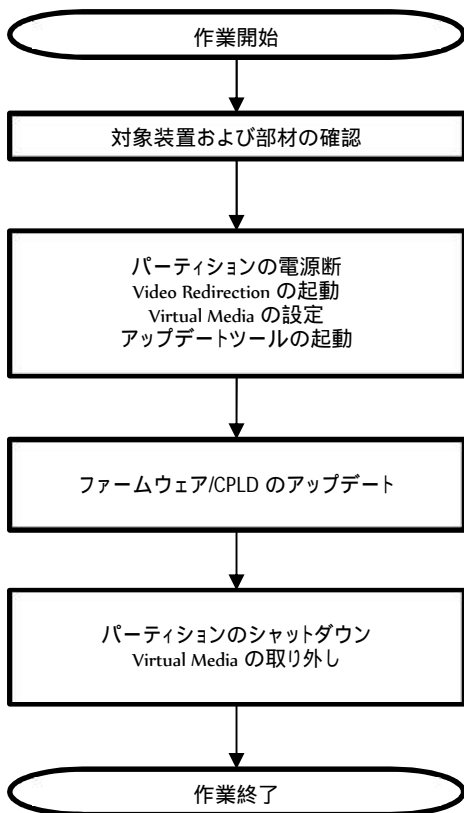 作業開始
対象装置および部材の確認
パーティションの電源断
Video Redirection の起動
Virtual Media の設定
アップデートツールの起動
ファームウェア/CPLD のアップデート
パーティションのシャットダウン
Virtual Media の取り外し
作業終了